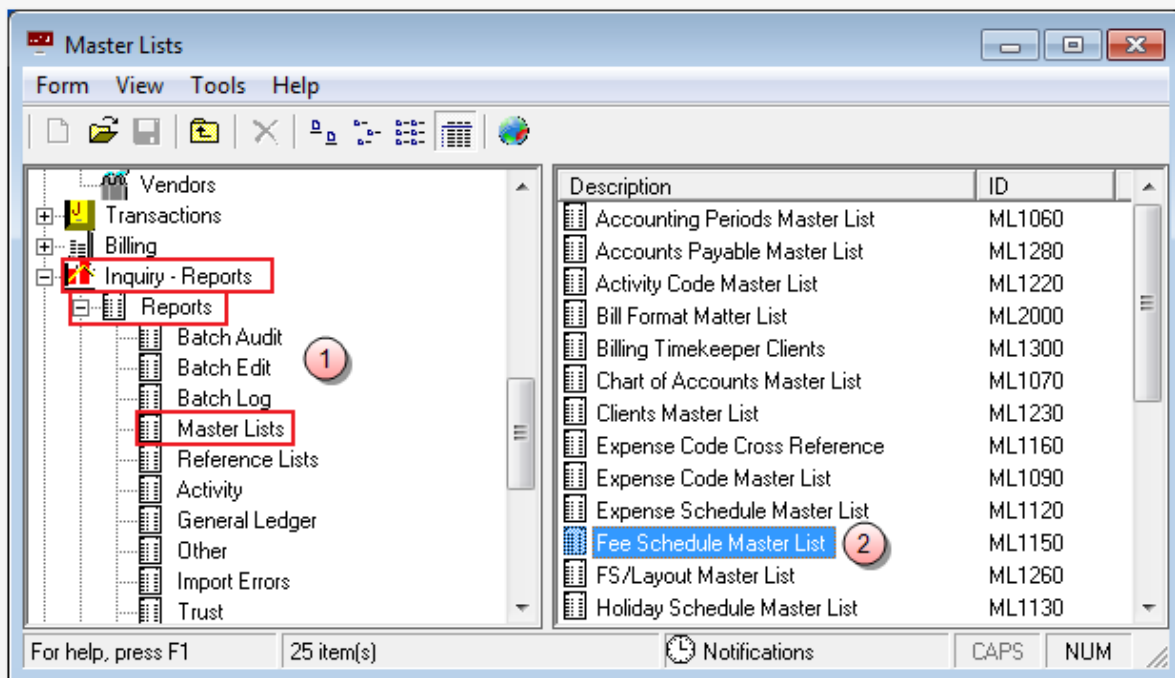 Master Lists
Form View Tools Help
Vendors
Transactions
Billing
Inquiry - Reports
Reports
Batch Audit
Batch Edit
1
Batch Log
Master Lists
Reference Lists
Activity
General Ledger
Other
Import Errors
Trust
Description ID
Accounting Periods Master List ML1060
Accounts Payable Master List ML1280
Activity Code Master List ML1220
Bill Format Matter List ML2000
Billing Timekeeper Clients ML1300
Chart of Accounts Master List ML1070
Clients Master List ML1230
Expense Code Cross Reference ML1160
Expense Code Master List ML1090
Expense Schedule Master List ML1120
Fee Schedule Master List 2 ML1150
FS/Layout Master List ML1260
Holiday Schedule Master List ML1130
For help, press F1 25 item(s) Notifications CAPS NUM